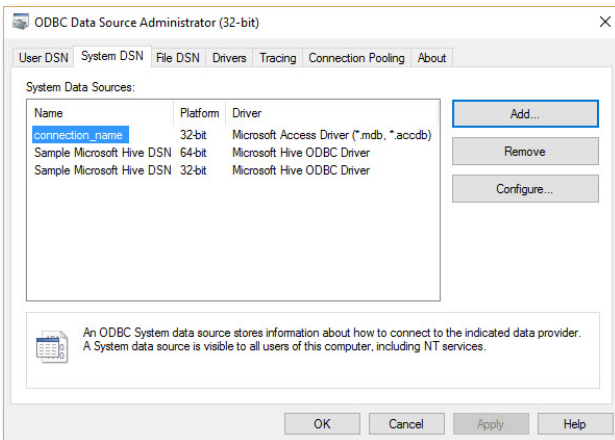 ODBC Data Source Administrator (32-bit)
User DSN System DSN File DSN Drivers Tracing Connection Pooling About
System Data Sources:
Name Platform Driver
connection_name 32-bit Microsoft Access Driver (*.mdb, *.accdb)
Sample Microsoft Hive DSN 64-bit Microsoft Hive ODBC Driver
Sample Microsoft Hive DSN 32-bit Microsoft Hive ODBC Driver
Add...
Remove
Configure...
An ODBC System data source stores information about how to connect to the indicated data provider.
A System data source is visible to all users of this computer, including NT services.
OK Cancel Apply Help